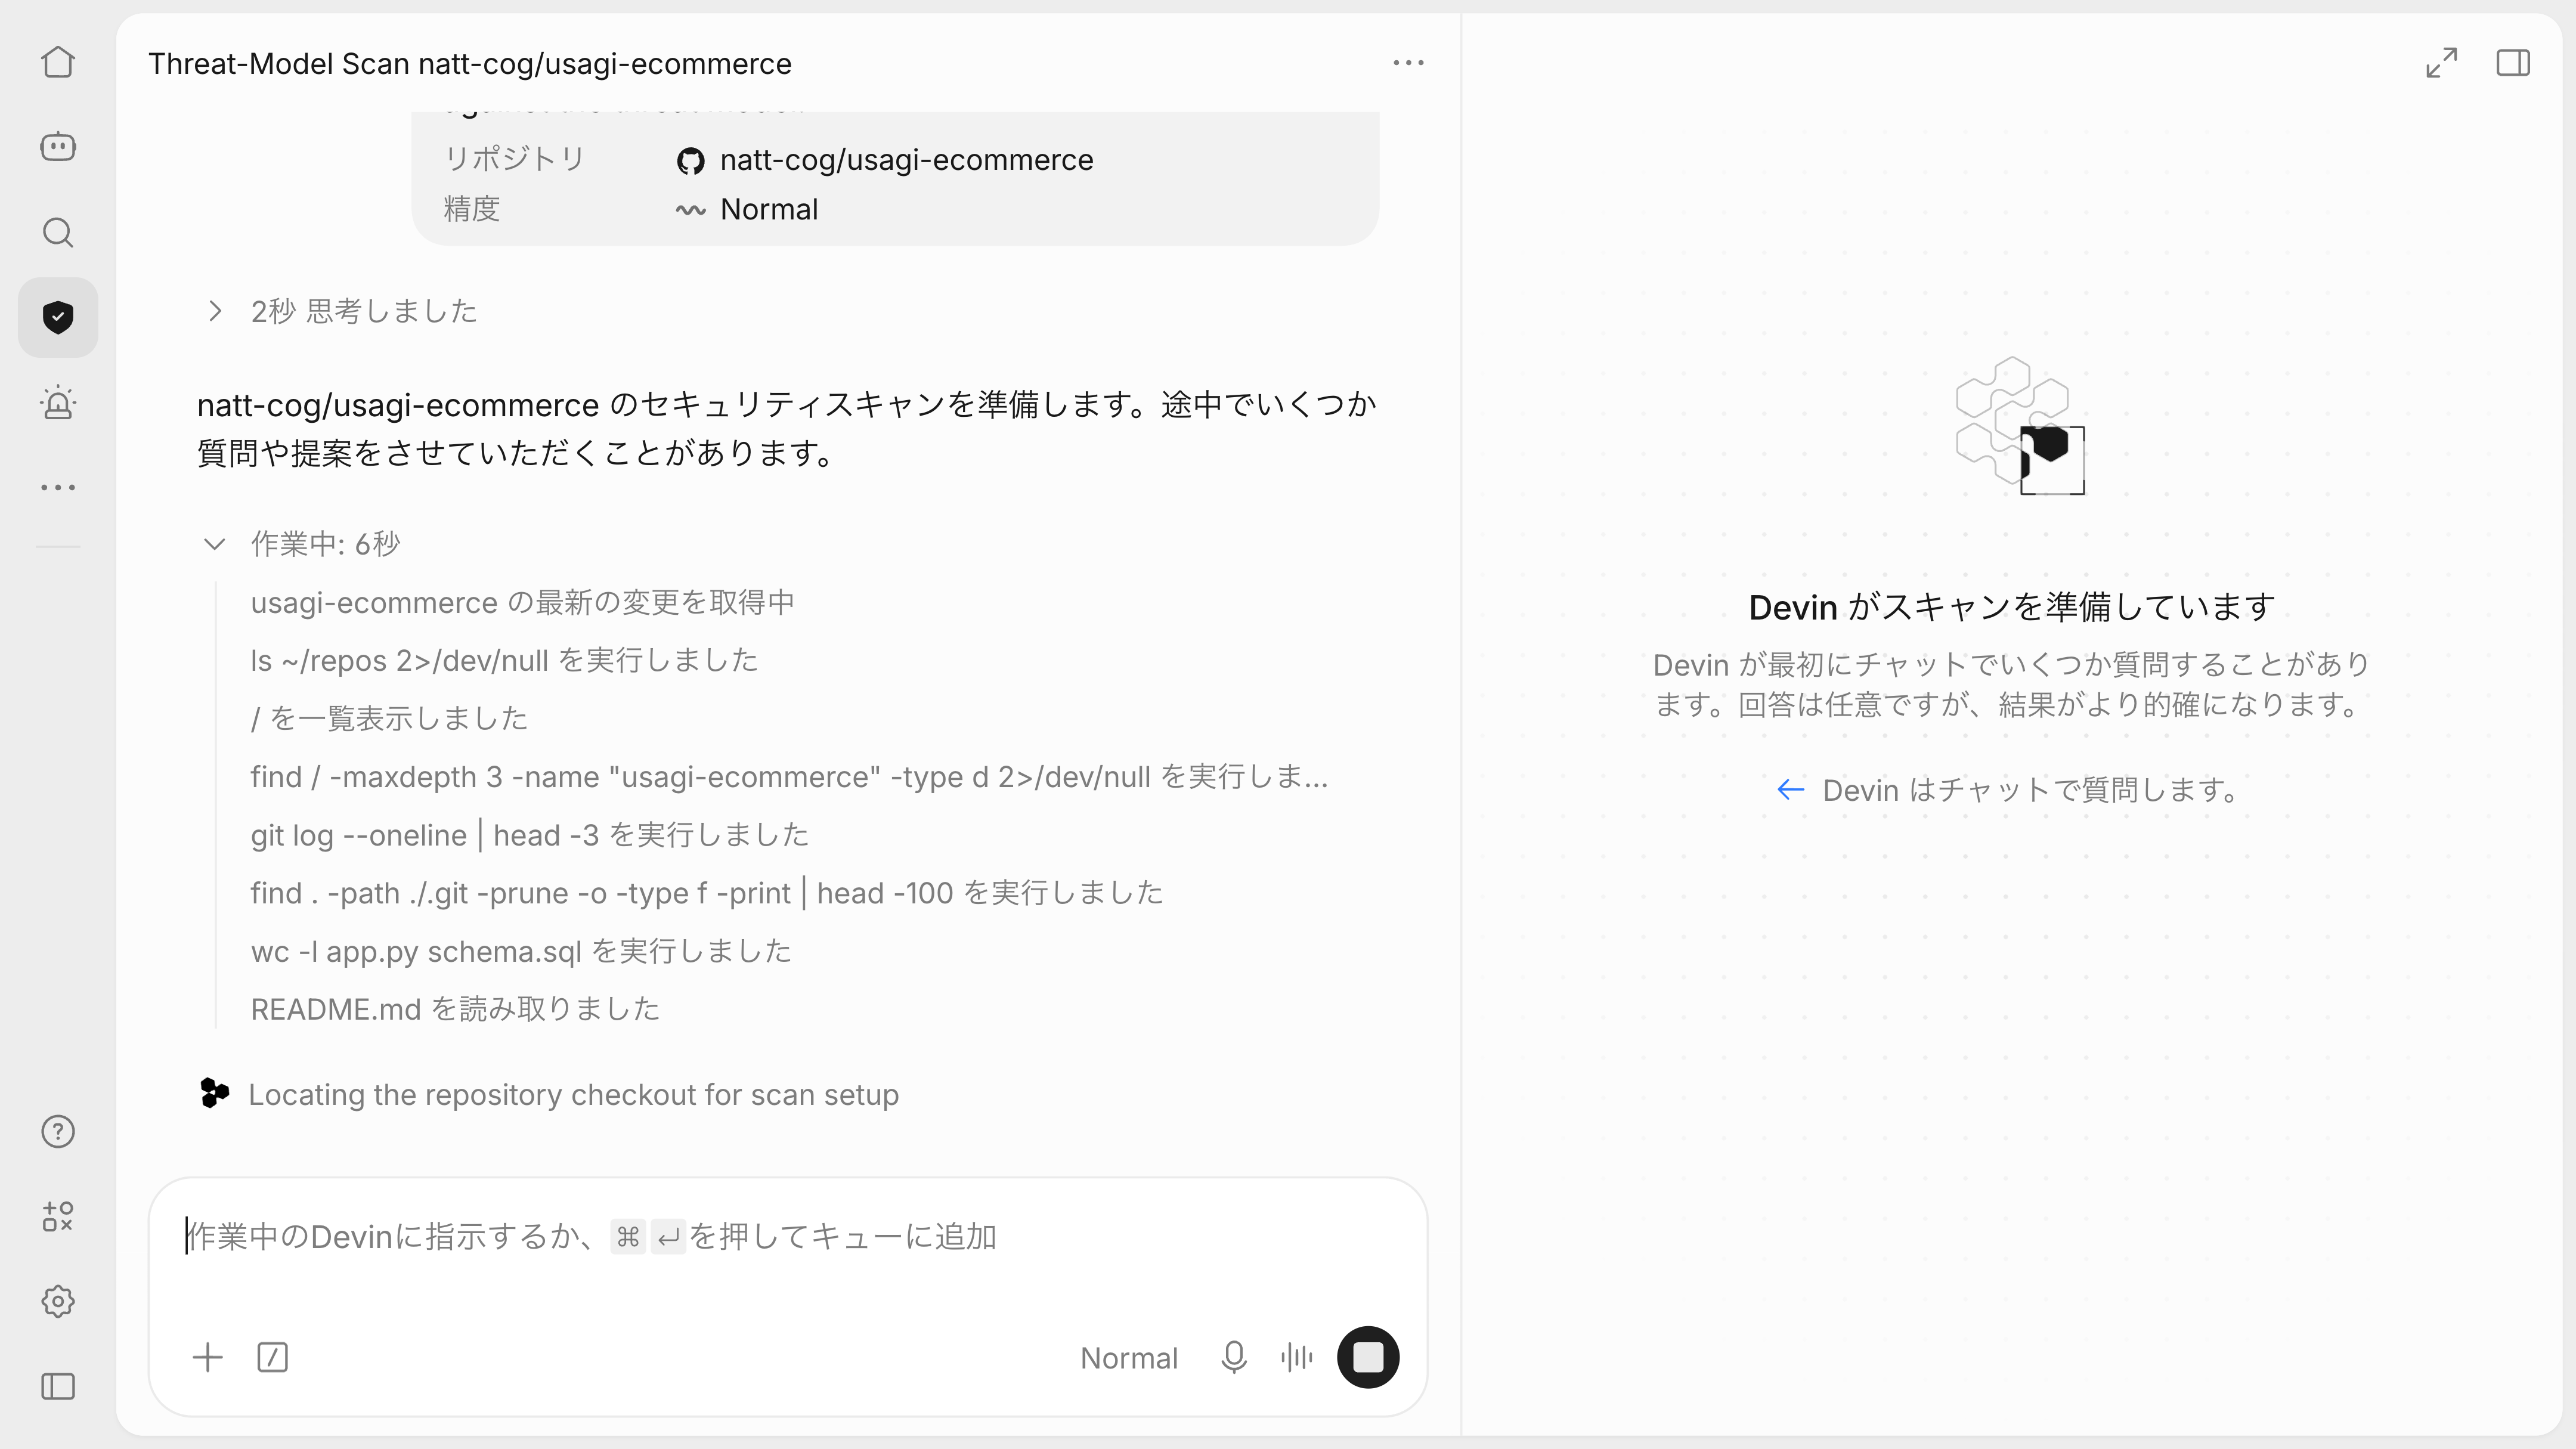 Threat-Model Scan natt-cog/usagi-ecommerce
リポジトリ natt-cog/usagi-ecommerce
精度 Normal
2秒 思考しました
natt-cog/usagi-ecommerce のセキュリティスキャンを準備します。途中でいくつか
質問や提案をさせていただくことがあります。
作業中: 6秒
usagi-ecommerce の最新の変更を取得中
ls ~/repos 2>/dev/null を実行しました
/ を一覧表示しました
find / -maxdepth 3 -name "usagi-ecommerce" -type d 2>/dev/null を実行しま...
git log --oneline | head -3 を実行しました
find . -path ./.git -prune -o -type f -print | head -100 を実行しました
wc -l app.py schema.sql を実行しました
README.md を読み取りました
Locating the repository checkout for scan setup
作業中のDevinに指示するか、⌘ ↵ を押してキューに追加
Normal
Devin がスキャンを準備しています
Devin が最初にチャットでいくつか質問することがあり
ます。回答は任意ですが、結果がより的確になります。
← Devin はチャットで質問します。